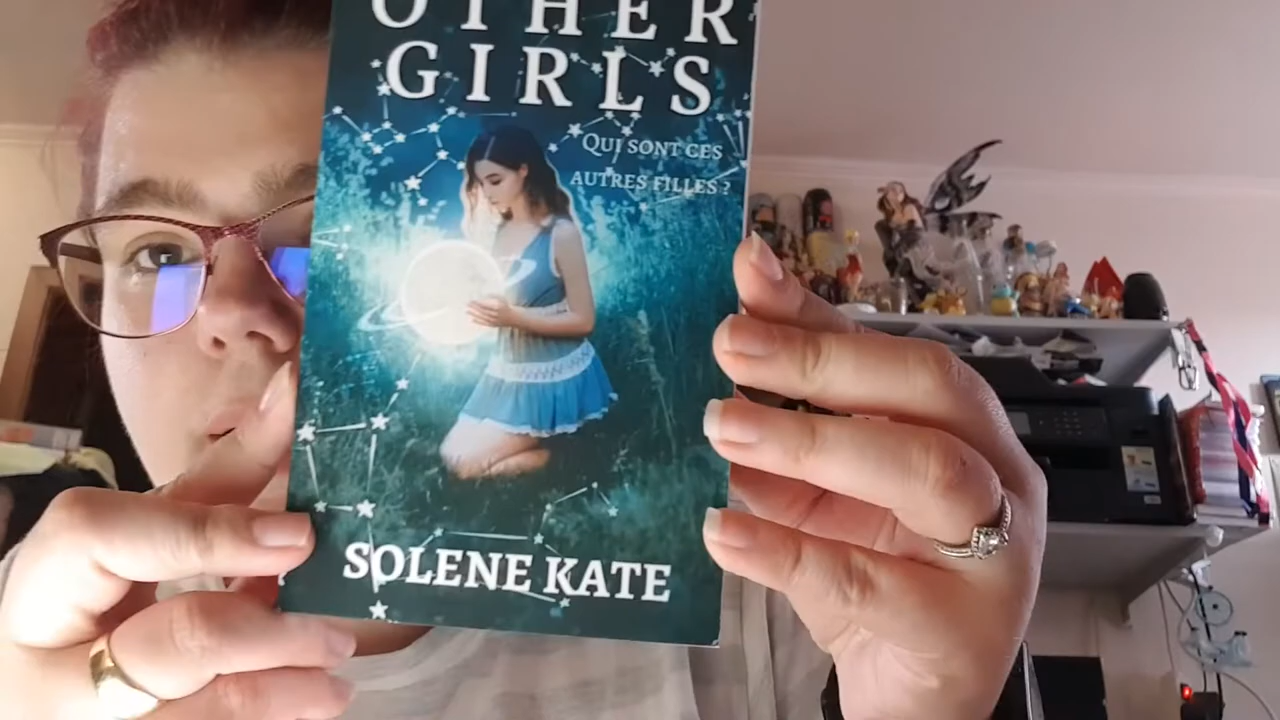 OTHER
GIRLS
QUI SONT CES
AUTRES FILLES ?
SOLENE KATE